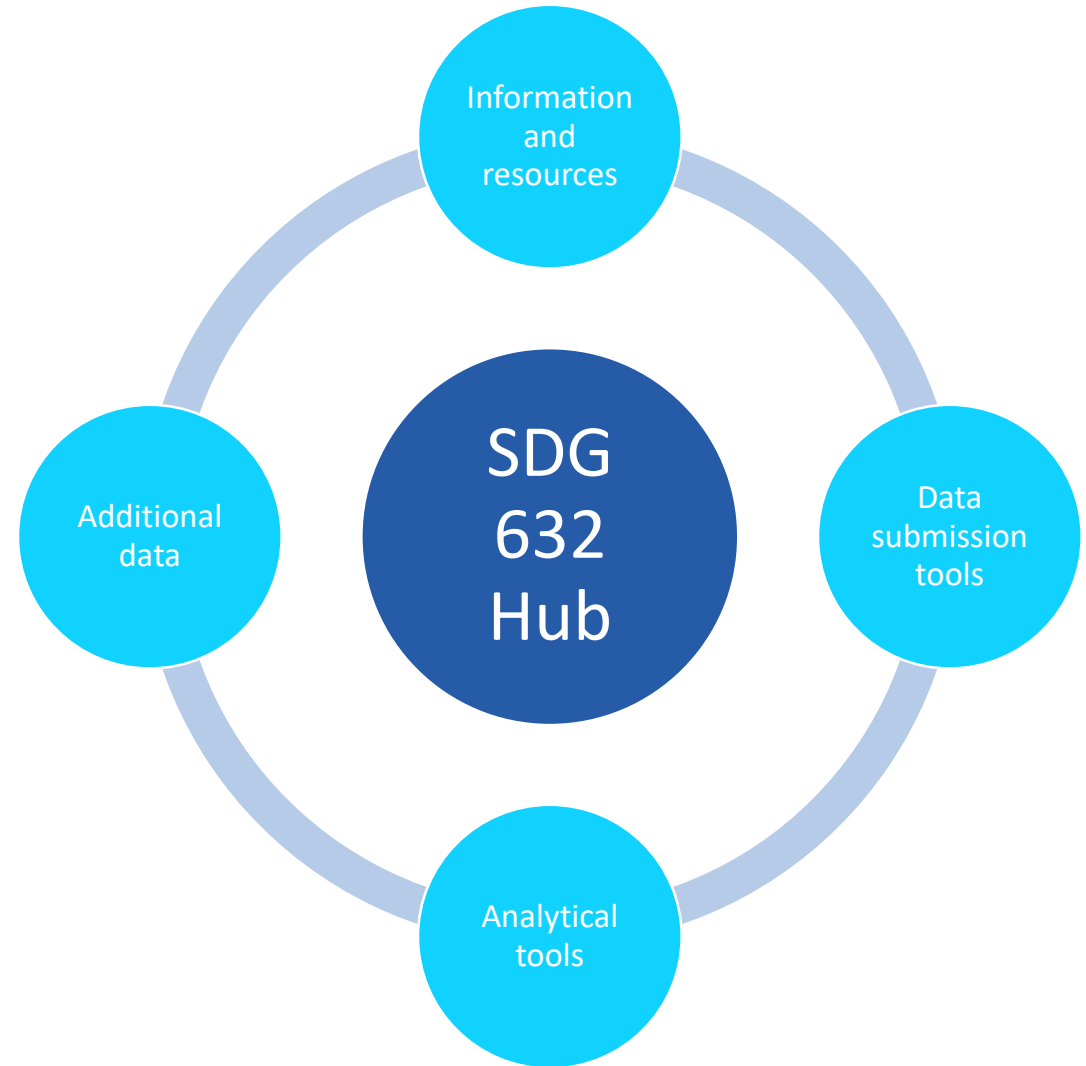 Information
and
resources
SDG
632
Hub
Additional
data
Data
submission
tools
Analytical
tools